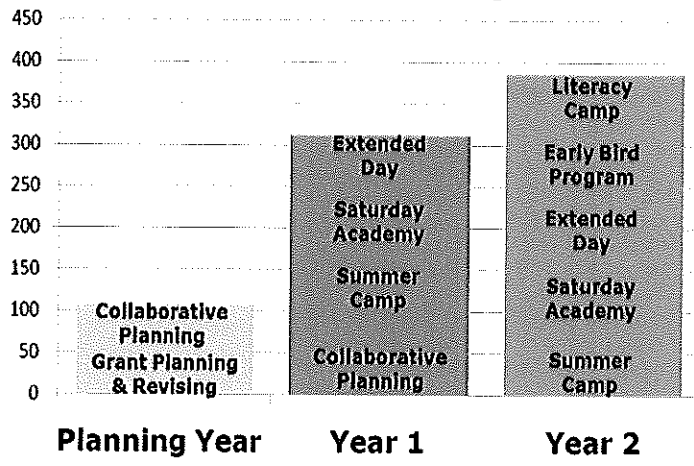 450
400
350
300
250
200
150
100
50
0
Collaborative
Planning
Grant Planning
& Revising
Extended
Day
Saturday
Academy
Summer
Camp
Collaborative
Planning
Literacy
Camp
Early Bird
Program
Extended
Day
Saturday
Academy
Summer
Camp
Planning Year
Year 1
Year 2